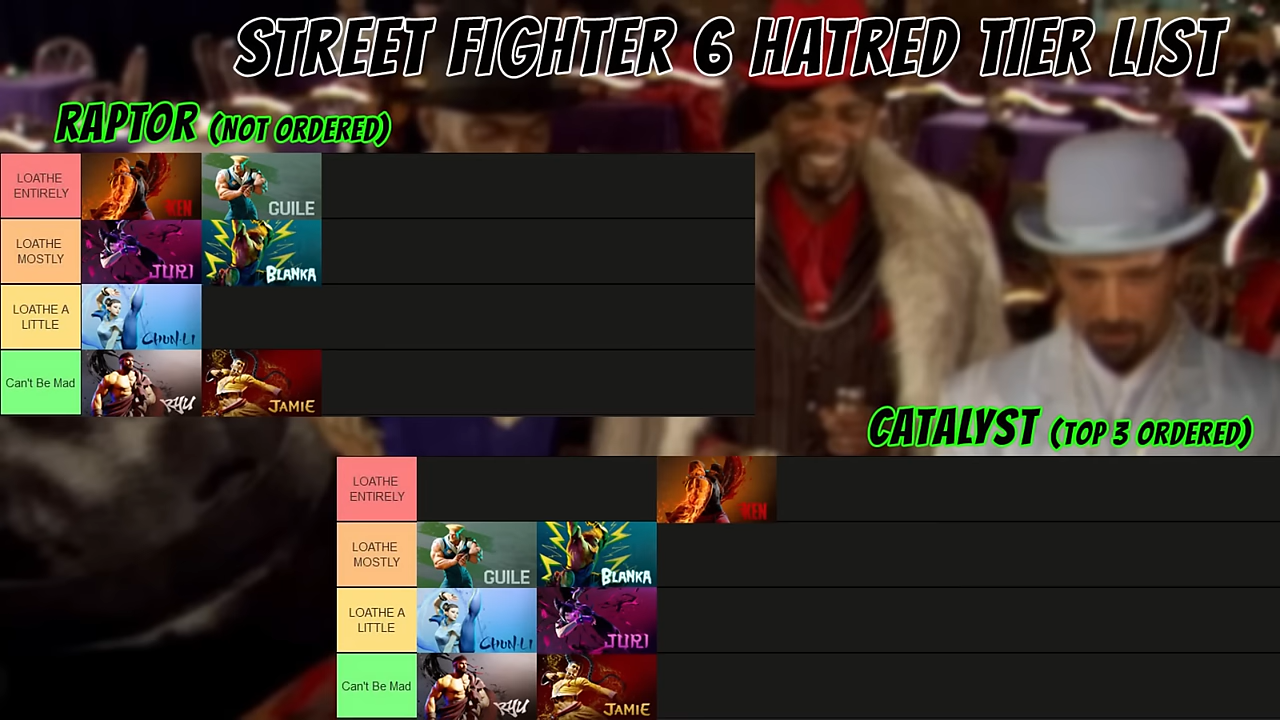 STREET FIGHTER 6 HATRED TIER LIST
RAPTOR (NOT ORDERED)
LOATHE
ENTIRELY
KEN
GUILE
LOATHE
MOSTLY
JURI
BLANKA
LOATHE A
LITTLE
CHUN-LI
Can't Be Mad
RYU
JAMIE
CATALYST (TOP 3 ORDERED)
LOATHE
ENTIRELY
KEN
LOATHE
MOSTLY
GUILE
BLANKA
LOATHE A
LITTLE
CHUN-LI
JURI
Can't Be Mad
RYU
JAMIE